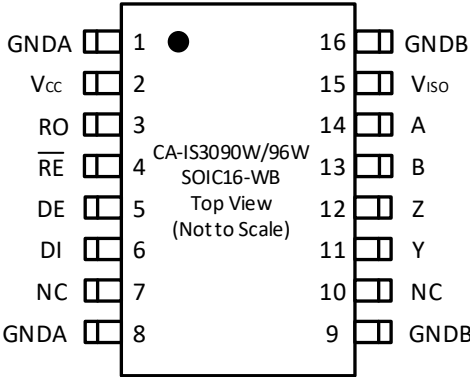 GNDA 1 16 GNDB
Vcc 2 15 VISO
RO 3 14 A
RE 4 13 B
CA-IS3090W/96W
SOIC16-WB
Top View
(Not to Scale)
DE 5 12 Z
DI 6 11 Y
NC 7 10 NC
GNDA 8 9 GNDB